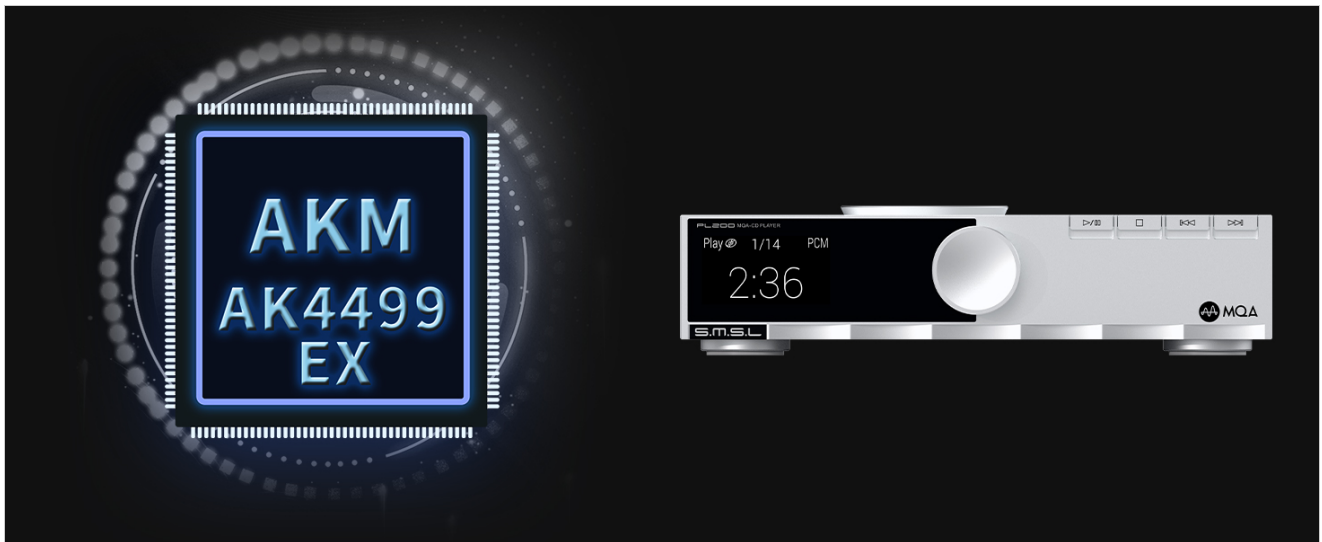 AKM
AK4499
EX
PL200 MQA-CD PLAYER
Play 1/14 PCM
2:36
S.M.S.L
MQA